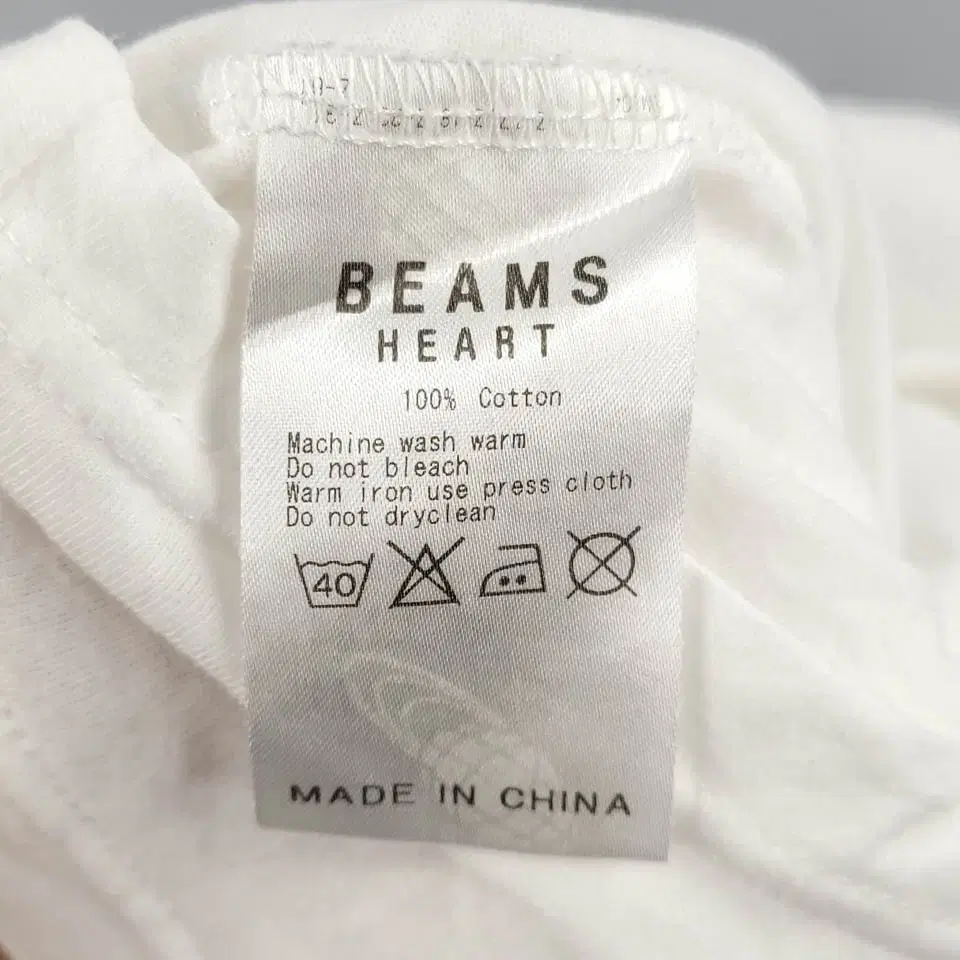 BEAMS
HEART
100% Cotton
Machine wash warm
Do not bleach
Warm iron use press cloth
Do not dryclean
40
MADE IN CHINA